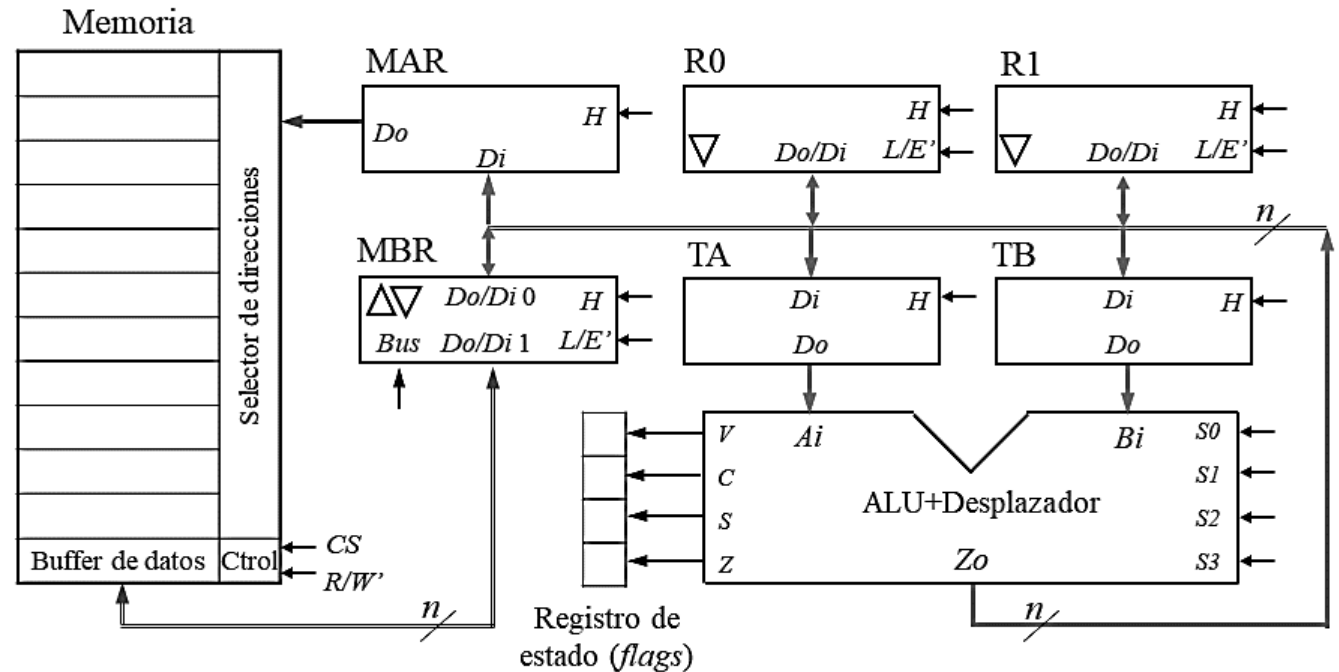 Memoria
Selector de direcciones
Buffer de datos
Ctrol
CS
R/W'
n
MAR
Do
Di
H
R0
H
Do/Di
L/E’
R1
H
Do/Di
L/E’
n
MBR
Do/Di 0
H
Bus
Do/Di 1
L/E’
TA
Di
H
Do
TB
Di
H
Do
V
C
S
Z
Registro de
estado (flags)
Ai
Bi
ALU+Desplazador
Zo
S0
S1
S2
S3
n